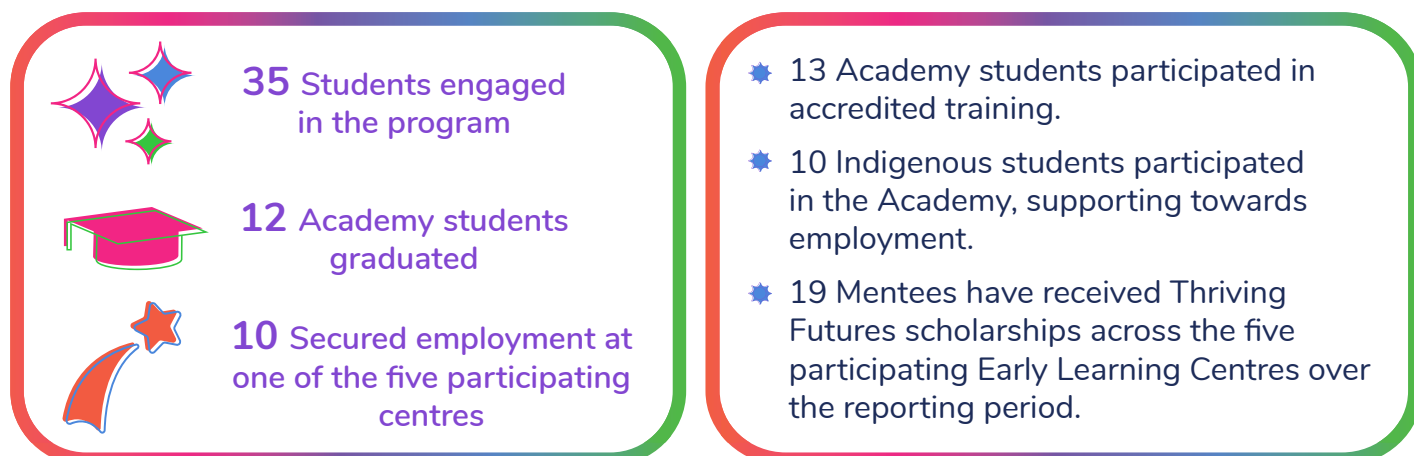 35 Students engaged
in the program
12 Academy students
graduated
10 Secured employment at
one of the five participating
centres
13 Academy students participated in
accredited training.
10 Indigenous students participated
in the Academy, supporting towards
employment.
19 Mentees have received Thriving
Futures scholarships across the five
participating Early Learning Centres over
the reporting period.